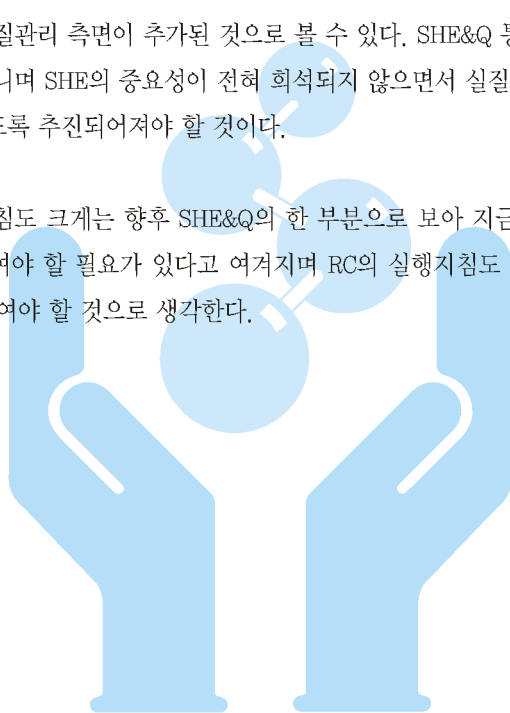 질관리 측면이 추가된 것으로 볼 수 있다. SHE&Q 통
니며 SHE의 중요성이 전혀 희석되지 않으면서 실질
도록 추진되어져야 할 것이다.
침도 크게는 향후 SHE&Q의 한 부분으로 보아 지금
여야 할 필요가 있다고 여겨지며 RC의 실행지침도
여야 할 것으로 생각한다.